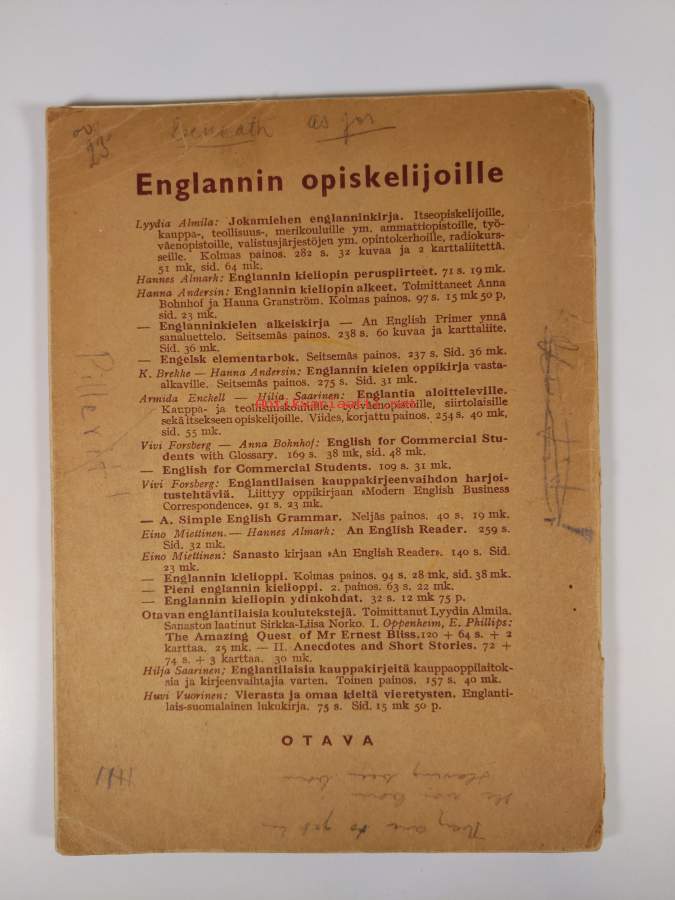 23
as for
Englannin opiskelijoille
Lyydia Almila: Jokamiehen englanninkirja. Itseopiskelijoille,
kauppa-, teollisuus-, merikouluille ym. ammattiopistoille, työ-
väenopistoille, valistusjärjestöjen ym. opintokerhoille, radiokurs-
seille. Kolmas painos. 282 s. 32 kuvaa ja 2 karttaliitettä.
51 mk, sid. 64 mk.
Hannes Almark: Englannin kieliopin peruspiirteet. 71 s. 19 mk.
Hanna Andersin: Englannin kieliopin alkeet. Toimittaneet Anna
Bohnhof ja Hanna Granström. Kolmas painos. 97 s. 15 mk 50 p,
sid. 23 mk.
— Englanninkielen alkeiskirja — An English Primer ynnä
sanaluettelo. Seitsemäs painos. 238 s. 60 kuvaa ja karttaliite.
Sid. 36 mk.
— Engelsk elementarbok. Seitsemäs painos. 237 s. Sid. 36 mk.
K. Brekke — Hanna Andersin: Englannin kielen oppikirja vasta-
alkaville. Seitsemäs painos. 275 s. Sid. 31 mk.
Armida Enckell — Hilja Saarinen: Englantia aloitteleville.
Kauppa- ja teollisuuskouluille, työväenopistoille, siirtolaisille
sekä itsekseen opiskelijoille. Viides, korjattu painos. 254 s. 40 mk,
sid. 55 mk.
Vivi Forsberg — Anna Bohnhof: English for Commercial Stu-
dents with Glossary. 169 s. 38 mk, sid. 48 mk.
— English for Commercial Students. 109 s. 31 mk.
Vivi Forsberg: Englantilaisen kauppakirjeenvaihdon harjoi-
tustehtäviä. Liittyy oppikirjaan »Modern English Business
Correspondence». 91 s. 23 mk.
— A. Simple English Grammar. Neljäs painos. 40 s. 19 mk.
Eino Miettinen. — Hannes Almark: An English Reader. 259 s.
Sid. 32 mk.
Eino Miettinen: Sanasto kirjaan »An English Reader». 140 s. Sid.
23 mk.
— Englannin kielioppi. Kolmas painos. 94 s. 28 mk, sid. 38 mk.
— Pieni englannin kielioppi. 2. painos. 63 s. 22 mk.
— Englannin kieliopin ydinkohdat. 32 s. 12 mk 75 p.
Otavan englantilaisia koulutekstejä. Toimittanut Lyydia Almila.
Sanaston laatinut Sirkka-Liisa Norko. I. Oppenheim, E. Phillips:
The Amazing Quest of Mr Ernest Bliss. 120 + 64 s. + 2
karttaa. 25 mk. — II. Anecdotes and Short Stories. 72 +
74 s. + 3 karttaa. 30 mk.
Hilja Saarinen: Englantilaisia kauppakirjeitä kauppaoppilaitok-
sia ja kirjeenvaihtajia varten. Toinen painos. 157 s. 40 mk.
Huvi Vuorinen: Vierasta ja omaa kieltä vieretysten. Englanti-
lais-suomalainen lukukirja. 75 s. Sid. 15 mk 50 p.
OTAVA
Having been born
They are to get